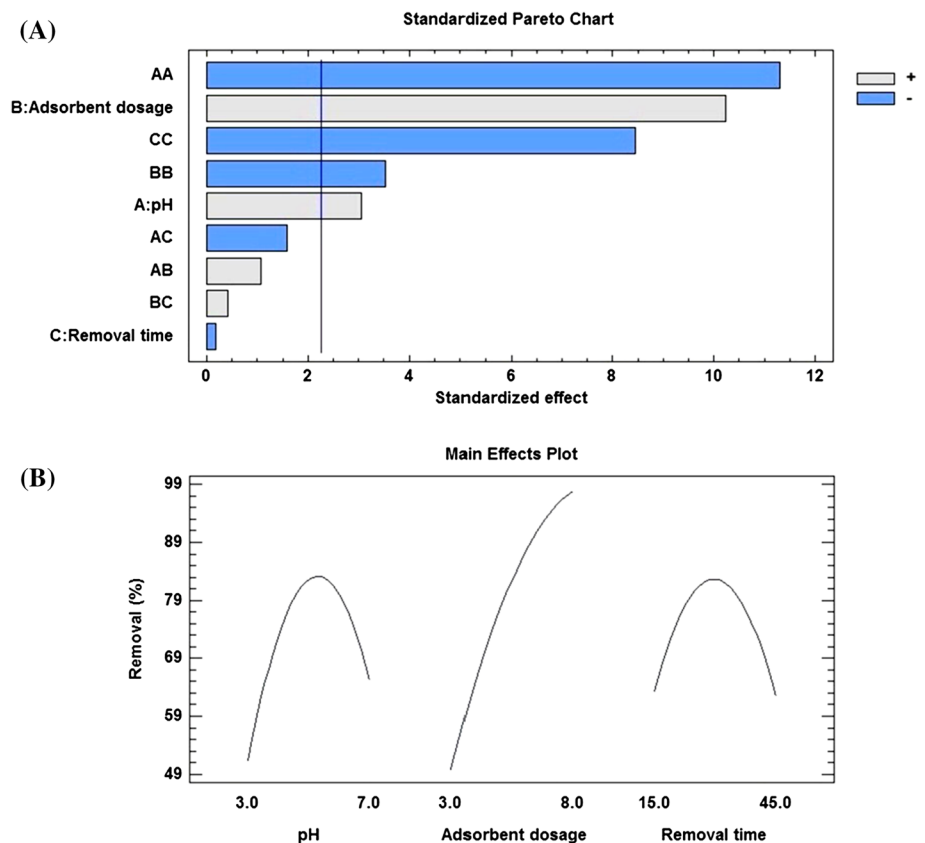 (A)
Standardized Pareto Chart
AA
B:Adsorbent dosage
CC
BB
A:pH
AC
AB
BC
C:Removal time
+
-
0 2 4 6 8 10 12
Standardized effect
(B)
Main Effects Plot
Removal (%)
99
89
79
69
59
49
3.0 7.0 3.0 8.0 15.0 45.0
pH Adsorbent dosage Removal time